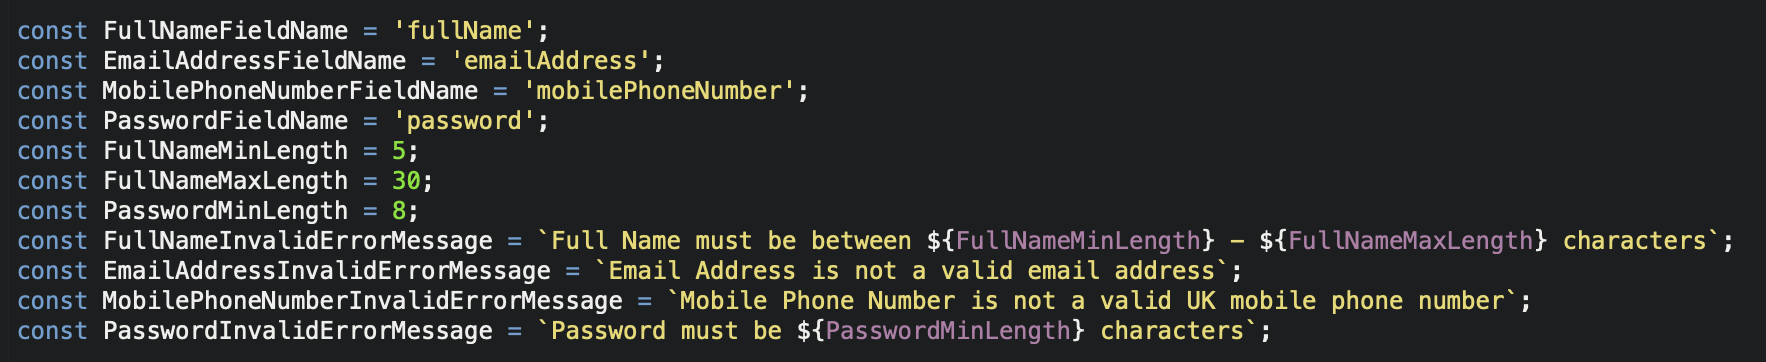 const FullNameFieldName = 'fullName';
const EmailAddressFieldName = 'emailAddress';
const MobilePhoneNumberFieldName = 'mobilePhoneNumber';
const PasswordFieldName = 'password';
const FullNameMinLength = 5;
const FullNameMaxLength = 30;
const PasswordMinLength = 8;
const FullNameInvalidErrorMessage = `Full Name must be between ${FullNameMinLength} – ${FullNameMaxLength} characters`;
const EmailAddressInvalidErrorMessage = `Email Address is not a valid email address`;
const MobilePhoneNumberInvalidErrorMessage = `Mobile Phone Number is not a valid UK mobile phone number`;
const PasswordInvalidErrorMessage = `Password must be ${PasswordMinLength} characters`;